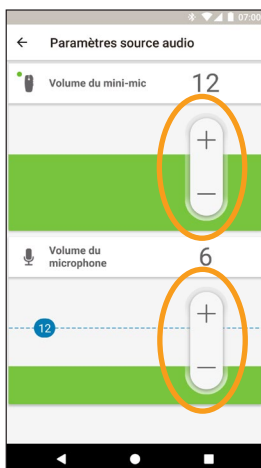 07:00
Paramètres source audio
Volume du mini-mic 12
+
−
Volume du
microphone 6
+
12
−